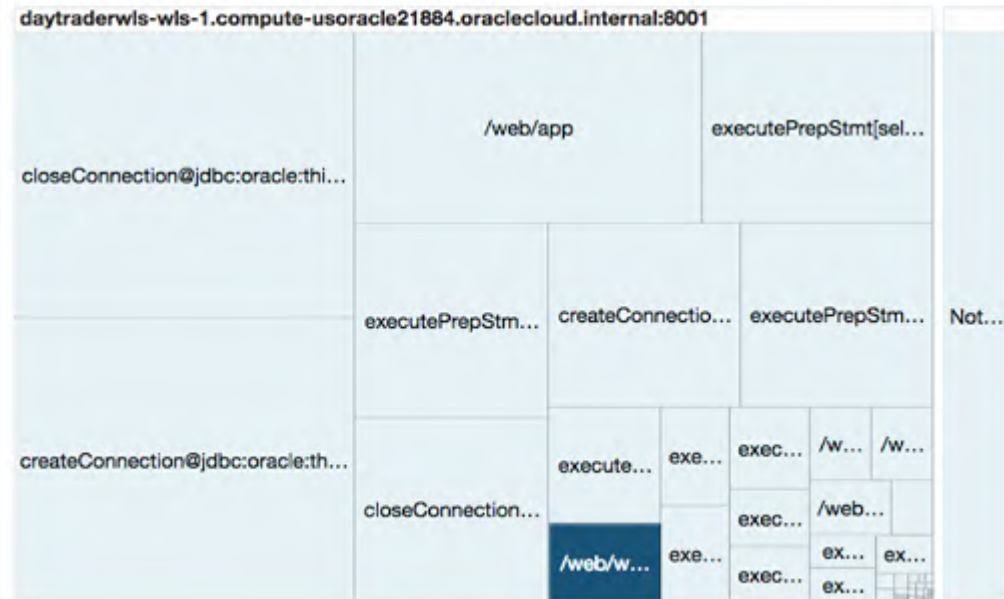 daytraderwls-wls-1.compute-usoracle21884.oraclecloud.internal:8001
closeConnection@jdbc:oracle:thi...
/web/app
executePrepStmt[sel...
createConnection@jdbc:oracle:th...
executePrepStm...
createConnectio...
executePrepStm...
Not...
closeConnection...
execute...
exe...
exec...
/w...
/w...
exec...
/web...
/web/w...
exe...
exec...
ex...
ex...
ex...